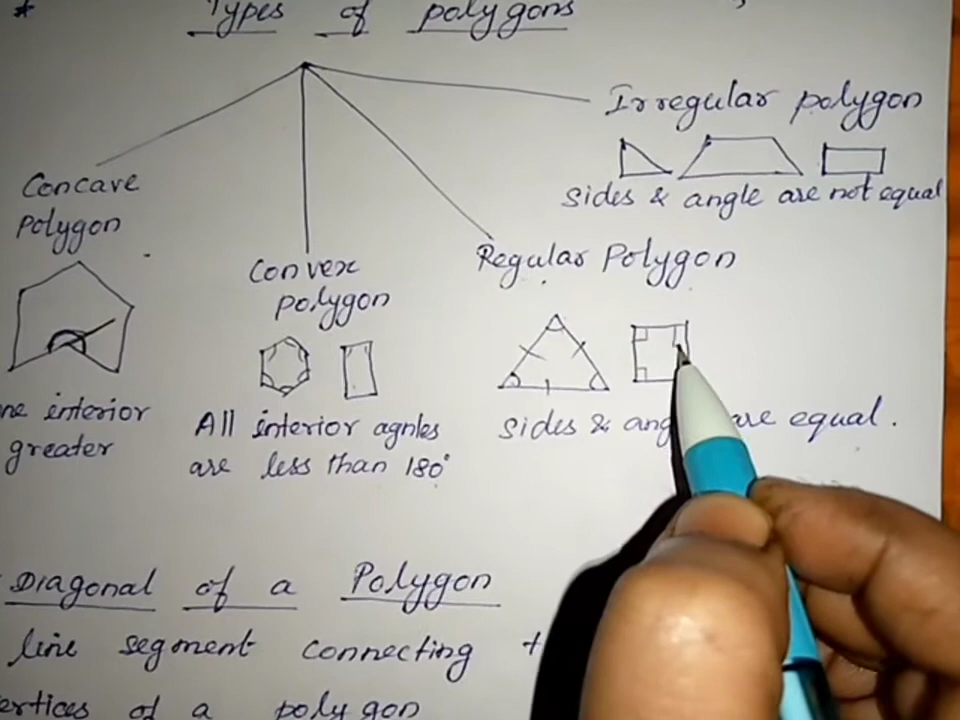 * Types of polygons
Irregular polygon
sides & angle are not equal
Concave
polygon
Convex
polygon
Regular Polygon
interior
greater
All interior agnles
are less than 180°
sides & are equal.
Diagonal of a Polygon
line segment connecting
of a polygon